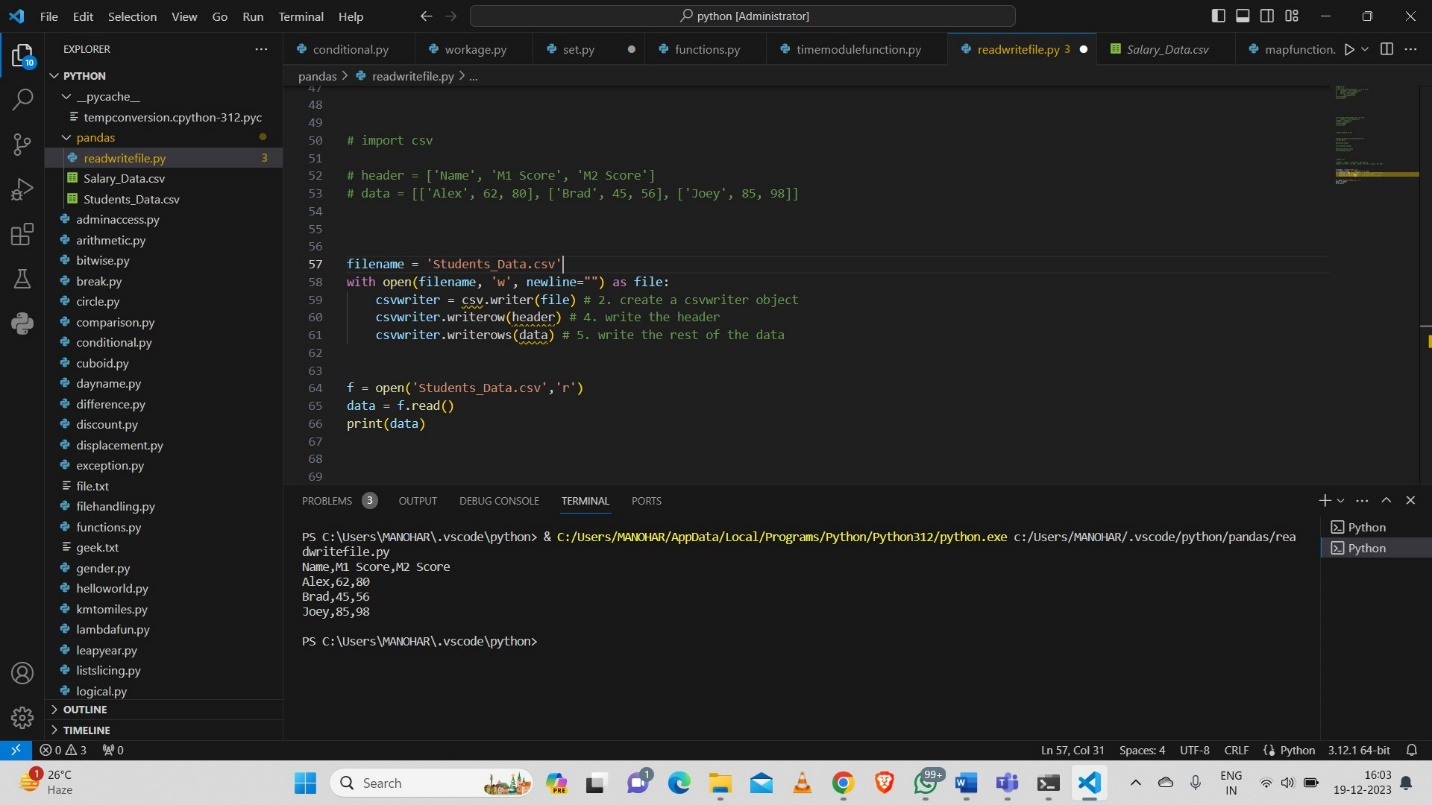 File Edit Selection View Go Run Terminal Help
python [Administrator]
EXPLORER
conditional.py workage.py set.py functions.py timemodulefunction.py readwritefile.py 3 Salary_Data.csv mapfunction.
PYTHON
pandas > readwritefile.py > ...
__pycache__
tempconversion.cpython-312.pyc
pandas
readwritefile.py 3
Salary_Data.csv
Students_Data.csv
adminaccess.py
arithmetic.py
bitwise.py
break.py
circle.py
comparison.py
conditional.py
cuboid.py
dayname.py
difference.py
discount.py
displacement.py
exception.py
file.txt
filehandling.py
functions.py
geek.txt
gender.py
helloworld.py
kmtomiles.py
lambdafun.py
leapyear.py
listslicing.py
logical.py
OUTLINE
TIMELINE
47
48
49
50 # import csv
51
52 # header = ['Name', 'M1 Score', 'M2 Score']
53 # data = [['Alex', 62, 80], ['Brad', 45, 56], ['Joey', 85, 98]]
54
55
56
57 filename = 'Students_Data.csv'
58 with open(filename, 'w', newline="") as file:
59 csvwriter = csv.writer(file) # 2. create a csvwriter object
60 csvwriter.writerow(header) # 4. write the header
61 csvwriter.writerows(data) # 5. write the rest of the data
62
63
64 f = open('Students_Data.csv','r')
65 data = f.read()
66 print(data)
67
68
69
PROBLEMS 3 OUTPUT DEBUG CONSOLE TERMINAL PORTS
PS C:\Users\MANOHAR\.vscode\python> & C:/Users/MANOHAR/AppData/Local/Programs/Python/Python312/python.exe c:/Users/MANOHAR/.vscode/python/pandas/rea
dwritefile.py
Name,M1 Score,M2 Score
Alex,62,80
Brad,45,56
Joey,85,98
PS C:\Users\MANOHAR\.vscode\python>
Python
Python
10
0 3 0 Ln 57, Col 31 Spaces: 4 UTF-8 CRLF Python 3.12.1 64-bit
1 26°C
Haze
Search
PRE
1
99+
ENG
IN
16:03
19-12-2023